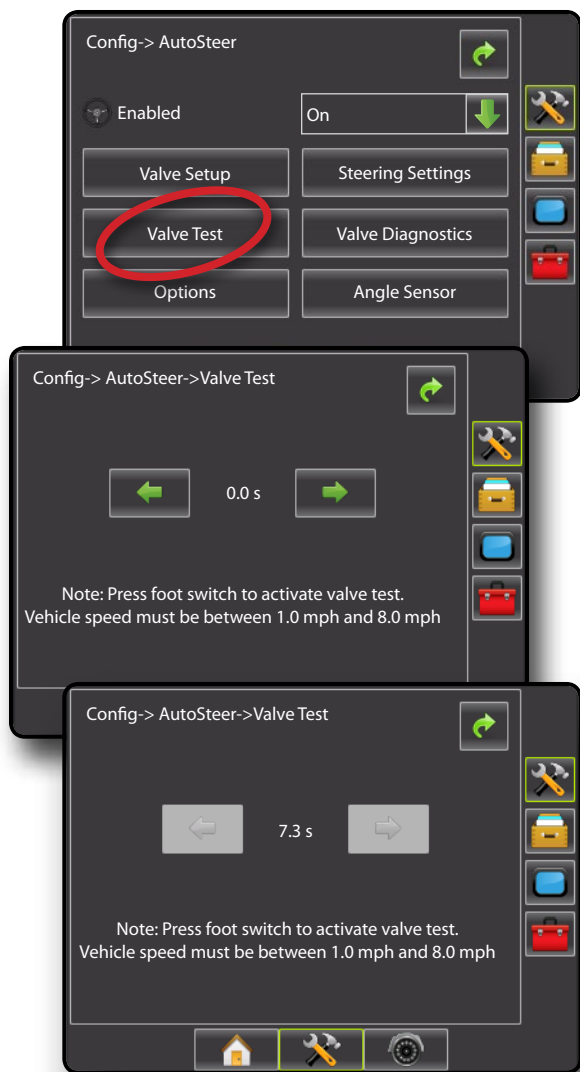 Config-> AutoSteer
Enabled
On
Valve Setup
Steering Settings
Valve Test
Valve Diagnostics
Options
Angle Sensor
Config-> AutoSteer->Valve Test
0.0 s
Note: Press foot switch to activate valve test.
Vehicle speed must be between 1.0 mph and 8.0 mph
Config-> AutoSteer->Valve Test
7.3 s
Note: Press foot switch to activate valve test.
Vehicle speed must be between 1.0 mph and 8.0 mph